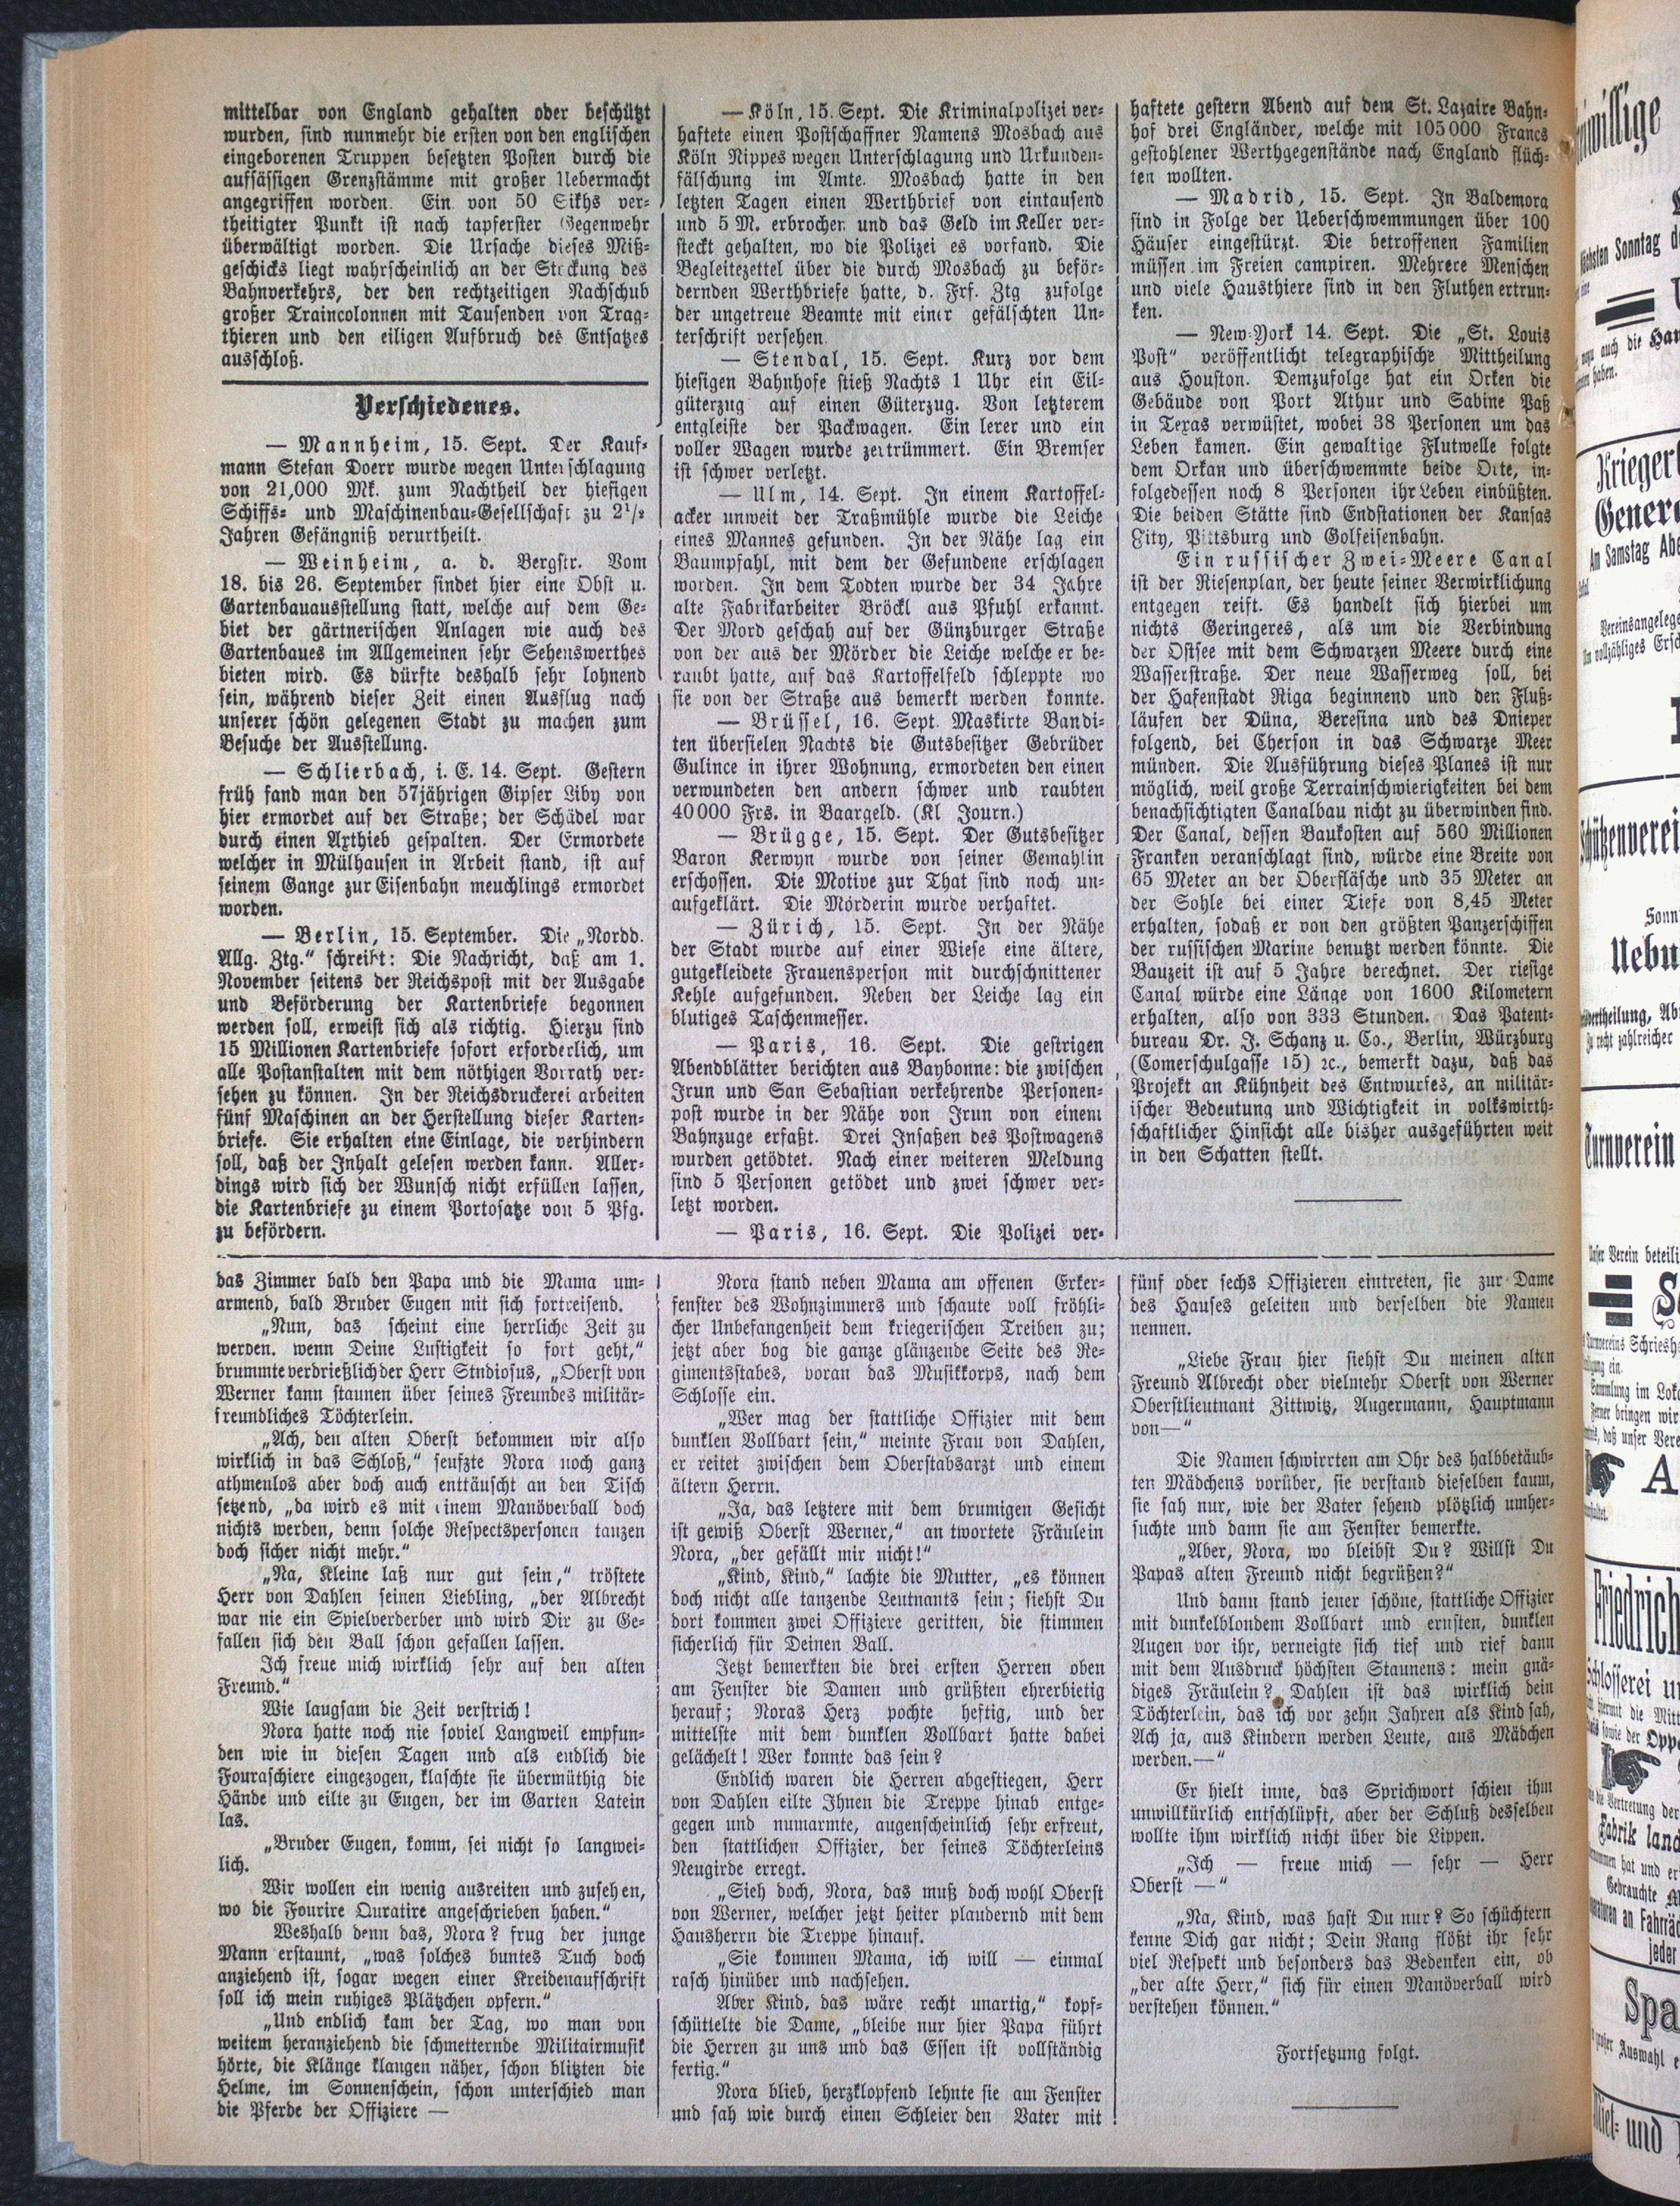 mittelbar von England gehalten oder beschützt
wurden, sind nunmehr die ersten von den englischen
eingeborenen Truppen besetzten Posten durch die
aufsässigen Grenzstämme mit großer Uebermacht
angegriffen worden. Ein von 50 Sikhs ver-
theitigter Punkt ist nach tapferster Gegenwehr
überwältigt worden. Die Ursache dieses Miß-
geschicks liegt wahrscheinlich an der Stockung des
Bahnverkehrs, der den rechtzeitigen Nachschub
großer Traincolonnen mit Tausenden von Trag-
thieren und den eiligen Aufbruch des Entsatzes
ausschloß.
Verschiedenes.
— Mannheim, 15. Sept. Der Kauf-
mann Stefan Doerr wurde wegen Unterschlagung
von 21,000 Mk. zum Nachtheil der hiesigen
Schiffs- und Maschinenbau-Gesellschaft zu 2 1/2
Jahren Gefängniß verurtheilt.
— Weinheim, a. d. Bergstr. Vom
18. bis 26. September findet hier eine Obst u.
Gartenbauausstellung statt, welche auf dem Ge-
biet der gärtnerischen Anlagen wie auch des
Gartenbaues im Allgemeinen sehr Sehenswerthes
bieten wird. Es dürfte deshalb sehr lohnend
sein, während dieser Zeit einen Ausflug nach
unserer schön gelegenen Stadt zu machen zum
Besuche der Ausstellung.
— Schlierbach, i. E. 14. Sept. Gestern
früh fand man den 57jährigen Gipser Liby von
hier ermordet auf der Straße; der Schädel war
durch einen Axthieb gespalten. Der Ermordete
welcher in Mülhausen in Arbeit stand, ist auf
seinem Gange zur Eisenbahn meuchlings ermordet
worden.
— Berlin, 15. September. Die „Nordd.
Allg. Ztg.“ schreibt: Die Nachricht, daß am 1.
November seitens der Reichspost mit der Ausgabe
und Beförderung der Kartenbriefe begonnen
werden soll, erweist sich als richtig. Hierzu sind
15 Millionen Kartenbriefe sofort erforderlich, um
alle Postanstalten mit dem nöthigen Vorrath ver-
sehen zu können. In der Reichsdruckerei arbeiten
fünf Maschinen an der Herstellung dieser Karten-
briefe. Sie erhalten eine Einlage, die verhindern
soll, daß der Inhalt gelesen werden kann. Aller-
dings wird sich der Wunsch nicht erfüllen lassen,
die Kartenbriefe zu einem Portosatze von 5 Pfg.
zu befördern.
— Köln, 15. Sept. Die Kriminalpolizei ver-
haftete einen Postschaffner Namens Mosbach aus
Köln Nippes wegen Unterschlagung und Urkunden-
fälschung im Amte. Mosbach hatte in den
letzten Tagen einen Werthbrief von eintausend
und 5 M. erbrochen und das Geld im Keller ver-
steckt gehalten, wo die Polizei es vorfand. Die
Begleitezettel über die durch Mosbach zu beför-
dernden Werthbriefe hatte, d. Frf. Ztg zufolge
der ungetreue Beamte mit einer gefälschten Un-
terschrift versehen.
— Stendal, 15. Sept. Kurz vor dem
hiesigen Bahnhofe stieß Nachts 1 Uhr ein Eil-
güterzug auf einen Güterzug. Von letzterem
entgleiste der Packwagen. Ein lerer und ein
voller Wagen wurde zertrümmert. Ein Bremser
ist schwer verletzt.
— Ulm, 14. Sept. In einem Kartoffel-
acker unweit der Traßmühle wurde die Leiche
eines Mannes gefunden. In der Nähe lag ein
Baumpfahl, mit dem der Gefundene erschlagen
worden. In dem Todten wurde der 34 Jahre
alte Fabrikarbeiter Bröckl aus Pfuhl erkannt.
Der Mord geschah auf der Günzburger Straße
von der aus der Mörder die Leiche welche er be-
raubt hatte, auf das Kartoffelfeld schleppte wo
sie von der Straße aus bemerkt werden konnte.
— Brüssel, 16. Sept. Maskirte Bandi-
ten überfielen Nachts die Gutsbesitzer Gebrüder
Gulince in ihrer Wohnung, ermordeten den einen
verwundeten den andern schwer und raubten
40000 Frs. in Baargeld. (Kl Journ.)
— Brügge, 15. Sept. Der Gutsbesitzer
Baron Kerwyn wurde von seiner Gemahlin
erschossen. Die Motive zur That sind noch un-
aufgeklärt. Die Mörderin wurde verhaftet.
— Zürich, 15. Sept. In der Nähe
der Stadt wurde auf einer Wiese eine ältere,
gutgekleidete Frauensperson mit durchschnittener
Kehle aufgefunden. Neben der Leiche lag ein
blutiges Taschenmesser.
— Paris, 16. Sept. Die gestrigen
Abendblätter berichten aus Baybonne: die zwischen
Irun und San Sebastian verkehrende Personen-
post wurde in der Nähe von Irun von einem
Bahnzuge erfaßt. Drei Insaßen des Postwagens
wurden getödtet. Nach einer weiteren Meldung
sind 5 Personen getödet und zwei schwer ver-
letzt worden.
— Paris, 16. Sept. Die Polizei ver-
haftete gestern Abend auf dem St. Lazaire Bahn-
hof drei Engländer, welche mit 105000 Francs
gestohlener Werthgegenstände nach England flüch-
ten wollten.
— Madrid, 15. Sept. In Baldemora
sind in Folge der Ueberschwemmungen über 100
Häuser eingestürzt. Die betroffenen Familien
müssen im Freien campiren. Mehrere Menschen
und viele Hausthiere sind in den Fluthen ertrun-
ken.
— New-York 14. Sept. Die „St. Louis
Post“ veröffentlicht telegraphische Mittheilung
aus Houston. Demzufolge hat ein Orken die
Gebäude von Port Athur und Sabine Paß
in Texas verwüstet, wobei 38 Personen um das
Leben kamen. Ein gewaltige Flutwelle folgte
dem Orkan und überschwemmte beide Orte, in-
folgedessen noch 8 Personen ihr Leben einbüßten.
Die beiden Stätte sind Endstationen der Kansas
City, Pittsburg und Golfeisenbahn.
Ein russischer Zwei-Meere Canal
ist der Riesenplan, der heute seiner Verwirklichung
entgegen reift. Es handelt sich hierbei um
nichts Geringeres, als um die Verbindung
der Ostsee mit dem Schwarzen Meere durch eine
Wasserstraße. Der neue Wasserweg soll, bei
der Hafenstadt Riga beginnend und den Fluß-
läufen der Düna, Beresina und des Dnieper
folgend, bei Cherson in das Schwarze Meer
münden. Die Ausführung dieses Planes ist nur
möglich, weil große Terrainschwierigkeiten bei dem
benachsichtigten Canalbau nicht zu überwinden sind.
Der Canal, dessen Baukosten auf 560 Millionen
Franken veranschlagt sind, würde eine Breite von
65 Meter an der Oberfläsche und 35 Meter an
der Sohle bei einer Tiefe von 8,45 Meter
erhalten, sodaß er von den größten Panzerschiffen
der russischen Marine benutzt werden könnte. Die
Bauzeit ist auf 5 Jahre berechnet. Der riesige
Canal würde eine Länge von 1600 Kilometern
erhalten, also von 333 Stunden. Das Patent-
bureau Dr. J. Schanz u. Co., Berlin, Würzburg
(Comerschulgasse 15) ꝛc., bemerkt dazu, daß das
Projekt an Kühnheit des Entwurfes, an militär-
ischer Bedeutung und Wichtigkeit in volkswirth-
schaftlicher Hinsicht alle bisher ausgeführten weit
in den Schatten stellt.
das Zimmer bald den Papa und die Mama um-
armend, bald Bruder Eugen mit sich fortreisend.
„Nun, das scheint eine herrliche Zeit zu
werden. wenn Deine Lustigkeit so fort geht,“
brummte verdrießlich der Herr Studiosus, „Oberst von
Werner kann staunen über seines Freundes militär-
freundliches Töchterlein.
„Ach, den alten Oberst bekommen wir also
wirklich in das Schloß,“ seufzte Nora noch ganz
athmenlos aber doch auch enttäuscht an den Tisch
setzend, „da wird es mit einem Manöverball doch
nichts werden, denn solche Respectspersonen tanzen
doch sicher nicht mehr.“
„Na, Kleine laß nur gut sein,“ tröstete
Herr von Dahlen seinen Liebling, „der Albrecht
war nie ein Spielverderber und wird Dir zu Ge-
fallen sich den Ball schon gefallen lassen.
Ich freue mich wirklich sehr auf den alten
Freund.“
Wie langsam die Zeit verstrich!
Nora hatte noch nie soviel Langweil empfun-
den wie in diesen Tagen und als endlich die
Fouraschiere eingezogen, klaschte sie übermüthig die
Hände und eilte zu Eugen, der im Garten Latein
las.
„Bruder Eugen, komm, sei nicht so langwei-
lich.
Wir wollen ein wenig ausreiten und zusehen,
wo die Fourire Quratire angeschrieben haben.“
Weshalb denn das, Nora? frug der junge
Mann erstaunt, „was solches buntes Tuch doch
anziehend ist, sogar wegen einer Kreidenaufschrift
soll ich mein ruhiges Plätzchen opfern.“
„Und endlich kam der Tag, wo man von
weitem heranziehend die schmetternde Militairmusik
hörte, die Klänge klangen näher, schon blitzten die
Helme, im Sonnenschein, schon unterschied man
die Pferde der Offiziere —
Nora stand neben Mama am offenen Erker-
fenster des Wohnzimmers und schaute voll fröhli-
cher Unbefangenheit dem kriegerischen Treiben zu;
jetzt aber bog die ganze glänzende Seite des Re-
gimentsstabes, voran das Musikkorps, nach dem
Schlosse ein.
„Wer mag der stattliche Offizier mit dem
dunklen Vollbart sein,“ meinte Frau von Dahlen,
er reitet zwischen dem Oberstabsarzt und einem
ältern Herrn.
„Ja, das letztere mit dem brumigen Gesicht
ist gewiß Oberst Werner,“ an twortete Fräulein
Nora, „der gefällt mir nicht!“
„Kind, Kind,“ lachte die Mutter, „es können
doch nicht alle tanzende Leutnants sein; siehst Du
dort kommen zwei Offiziere geritten, die stimmen
sicherlich für Deinen Ball.
Jetzt bemerkten die drei ersten Herren oben
am Fenster die Damen und grüßten ehrerbietig
herauf; Noras Herz pochte heftig, und der
mittelste mit dem dunklen Vollbart hatte dabei
gelächelt! Wer konnte das sein?
Endlich waren die Herren abgestiegen, Herr
von Dahlen eilte Ihnen die Treppe hinab entge-
gegen und numarmte, augenscheinlich sehr erfreut,
den stattlichen Offizier, der seines Töchterleins
Neugirde erregt.
„Sieh doch, Nora, das muß doch wohl Oberst
von Werner, welcher jetzt heiter plaudernd mit dem
Hausherrn die Treppe hinauf.
„Sie kommen Mama, ich will — einmal
rasch hinüber und nachsehen.
Aber Kind, das wäre recht unartig,“ kopf-
schüttelte die Dame, „bleibe nur hier Papa führt
die Herren zu uns und das Essen ist vollständig
fertig.“
Nora blieb, herzklopfend lehnte sie am Fenster
und sah wie durch einen Schleier den Vater mit
fünf oder sechs Offizieren eintreten, sie zur Dame
des Hauses geleiten und derselben die Namen
nennen.
„Liebe Frau hier siehst Du meinen alten
Freund Albrecht oder vielmehr Oberst von Werner
Oberstlieutnant Zittwitz, Augermann, Hauptmann
von—“
Die Namen schwirrten am Ohr des halbbetäub-
ten Mädchens vorüber, sie verstand dieselben kaum,
sie sah nur, wie der Vater sehend plötzlich umher-
suchte und dann sie am Fenster bemerkte.
„Aber, Nora, wo bleibst Du? Willst Du
Papas alten Freund nicht begrüßen?“
Und dann stand jener schöne, stattliche Offizier
mit dunkelblondem Vollbart und ernsten, dunklen
Augen vor ihr, verneigte sich tief und rief dann
mit dem Ausdruck höchsten Staunens: mein gnä-
diges Fräulein? Dahlen ist das wirklich dein
Töchterlein, das ich vor zehn Jahren als Kind sah,
Ach ja, aus Kindern werden Leute, aus Mädchen
werden.—“
Er hielt inne, das Sprichwort schien ihm
unwillkürlich entschlüpft, aber der Schluß desselben
wollte ihm wirklich nicht über die Lippen.
„Ich — freue mich — sehr — Herr
Oberst —“
„Na, Kind, was hast Du nur? So schüchtern
kenne Dich gar nicht; Dein Rang flößt ihr sehr
viel Respekt und besonders das Bedenken ein, ob
„der alte Herr,“ sich für einen Manöverball wird
verstehen können.“
Fortsetzung folgt.
nächsten Sonntag
auch die
haben.
Am Samstag
Turnverein
Unser Verein
Turnvereins
ein.
Sammlung im
Ferner bringen wir
daß unser
A
Friedrich
Schlosserei
hiermit die
sowie der
die Vertretung der
Fabrik
hat und
Gebrauchte
an
jeder
Auswahl
und